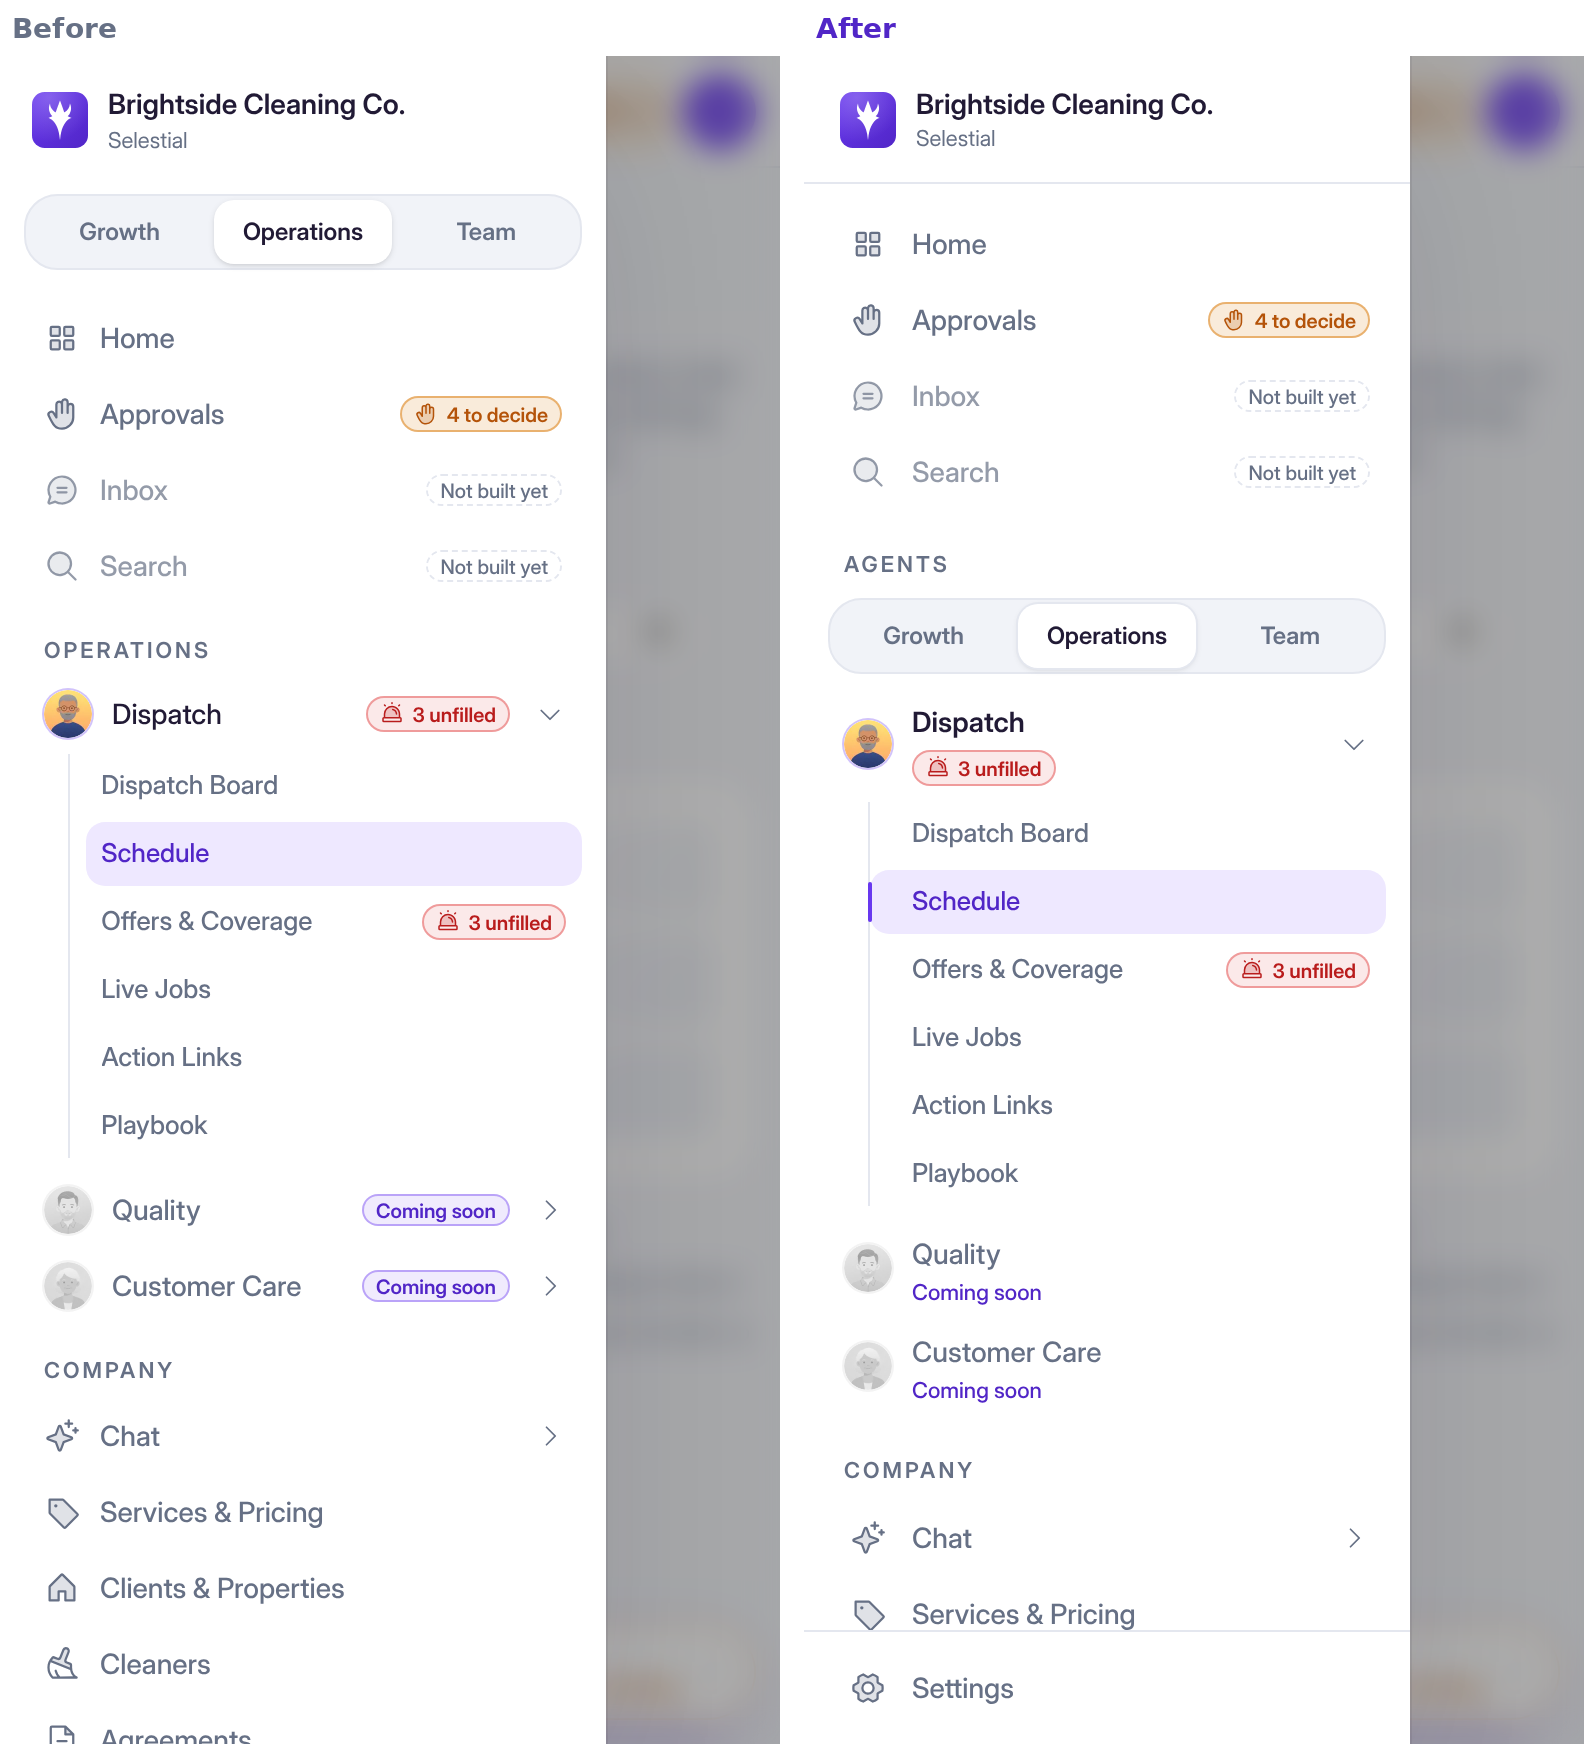 Before
Brightside Cleaning Co.
Selestial
Growth
Operations
Team
Home
Approvals
4 to decide
Inbox
Not built yet
Search
Not built yet
OPERATIONS
Dispatch
3 unfilled
Dispatch Board
Schedule
Offers & Coverage
3 unfilled
Live Jobs
Action Links
Playbook
Quality
Coming soon
Customer Care
Coming soon
COMPANY
Chat
Services & Pricing
Clients & Properties
Cleaners
Agreements
After
Brightside Cleaning Co.
Selestial
Home
Approvals
4 to decide
Inbox
Not built yet
Search
Not built yet
AGENTS
Growth
Operations
Team
Dispatch
3 unfilled
Dispatch Board
Schedule
Offers & Coverage
3 unfilled
Live Jobs
Action Links
Playbook
Quality
Coming soon
Customer Care
Coming soon
COMPANY
Chat
Services & Pricing
Settings